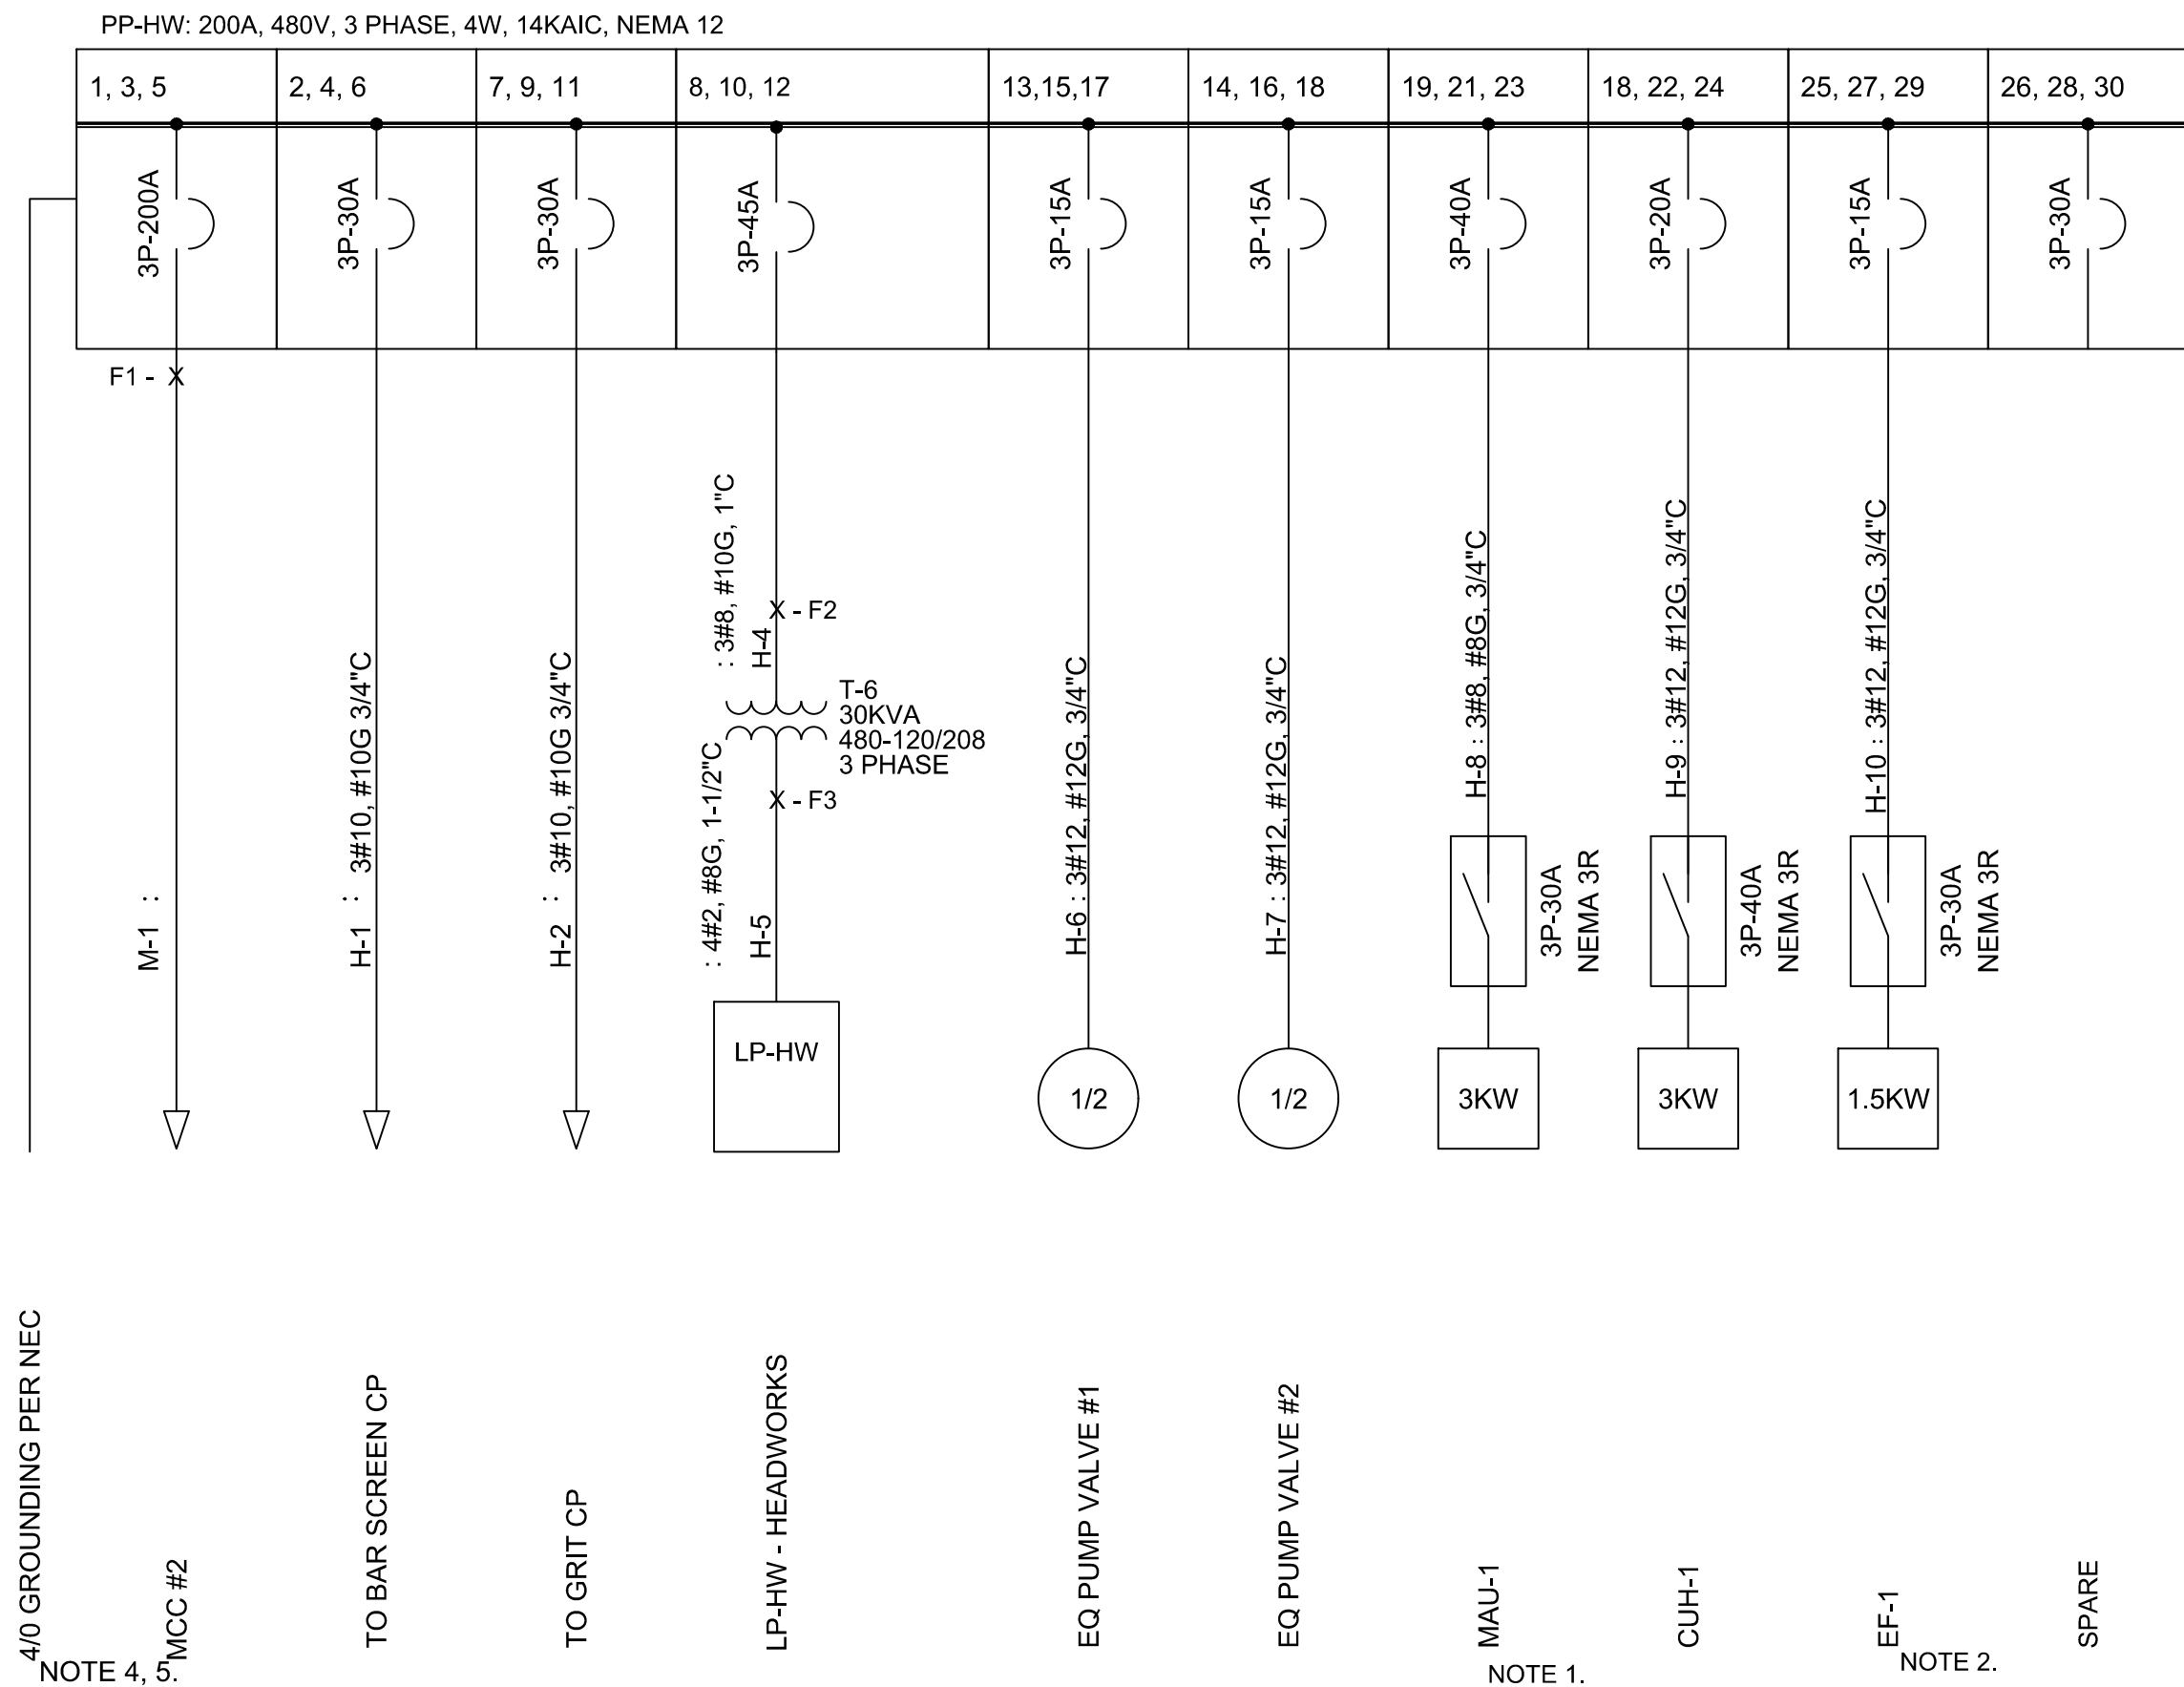 PP-HW: 200A, 480V, 3 PHASE, 4W, 14KAIC, NEMA 12
1, 3, 5
2, 4, 6
7, 9, 11
8, 10, 12
13,15,17
14, 16, 18
19, 21, 23
18, 22, 24
25, 27, 29
26, 28, 30
3P-200A
3P-30A
3P-30A
3P-45A
3P-15A
3P-15A
3P-40A
3P-20A
3P-15A
3P-30A
F1 - X
M-1 :
H-1 : 3#10, #10G 3/4"C
H-2 : 3#10, #10G 3/4"C
: 3#8, #10G, 1"C
H-4
X - F2
T-6
30KVA
480-120/208
3 PHASE
X - F3
: 4#2, #8G, 1-1/2"C
H-5
LP-HW
H-6 : 3#12, #12G, 3/4"C
1/2
H-7 : 3#12, #12G, 3/4"C
1/2
H-8 : 3#8, #8G, 3/4"C
3P-30A
NEMA 3R
3KW
H-9 : 3#12, #12G, 3/4"C
3P-40A
NEMA 3R
3KW
H-10 : 3#12, #12G, 3/4"C
3P-30A
NEMA 3R
1.5KW
4/0 GROUNDING PER NEC
NOTE 4, 5.
MCC #2
TO BAR SCREEN CP
TO GRIT CP
LP-HW - HEADWORKS
EQ PUMP VALVE #1
EQ PUMP VALVE #2
MAU-1
NOTE 1.
CUH-1
EF-1
NOTE 2.
SPARE